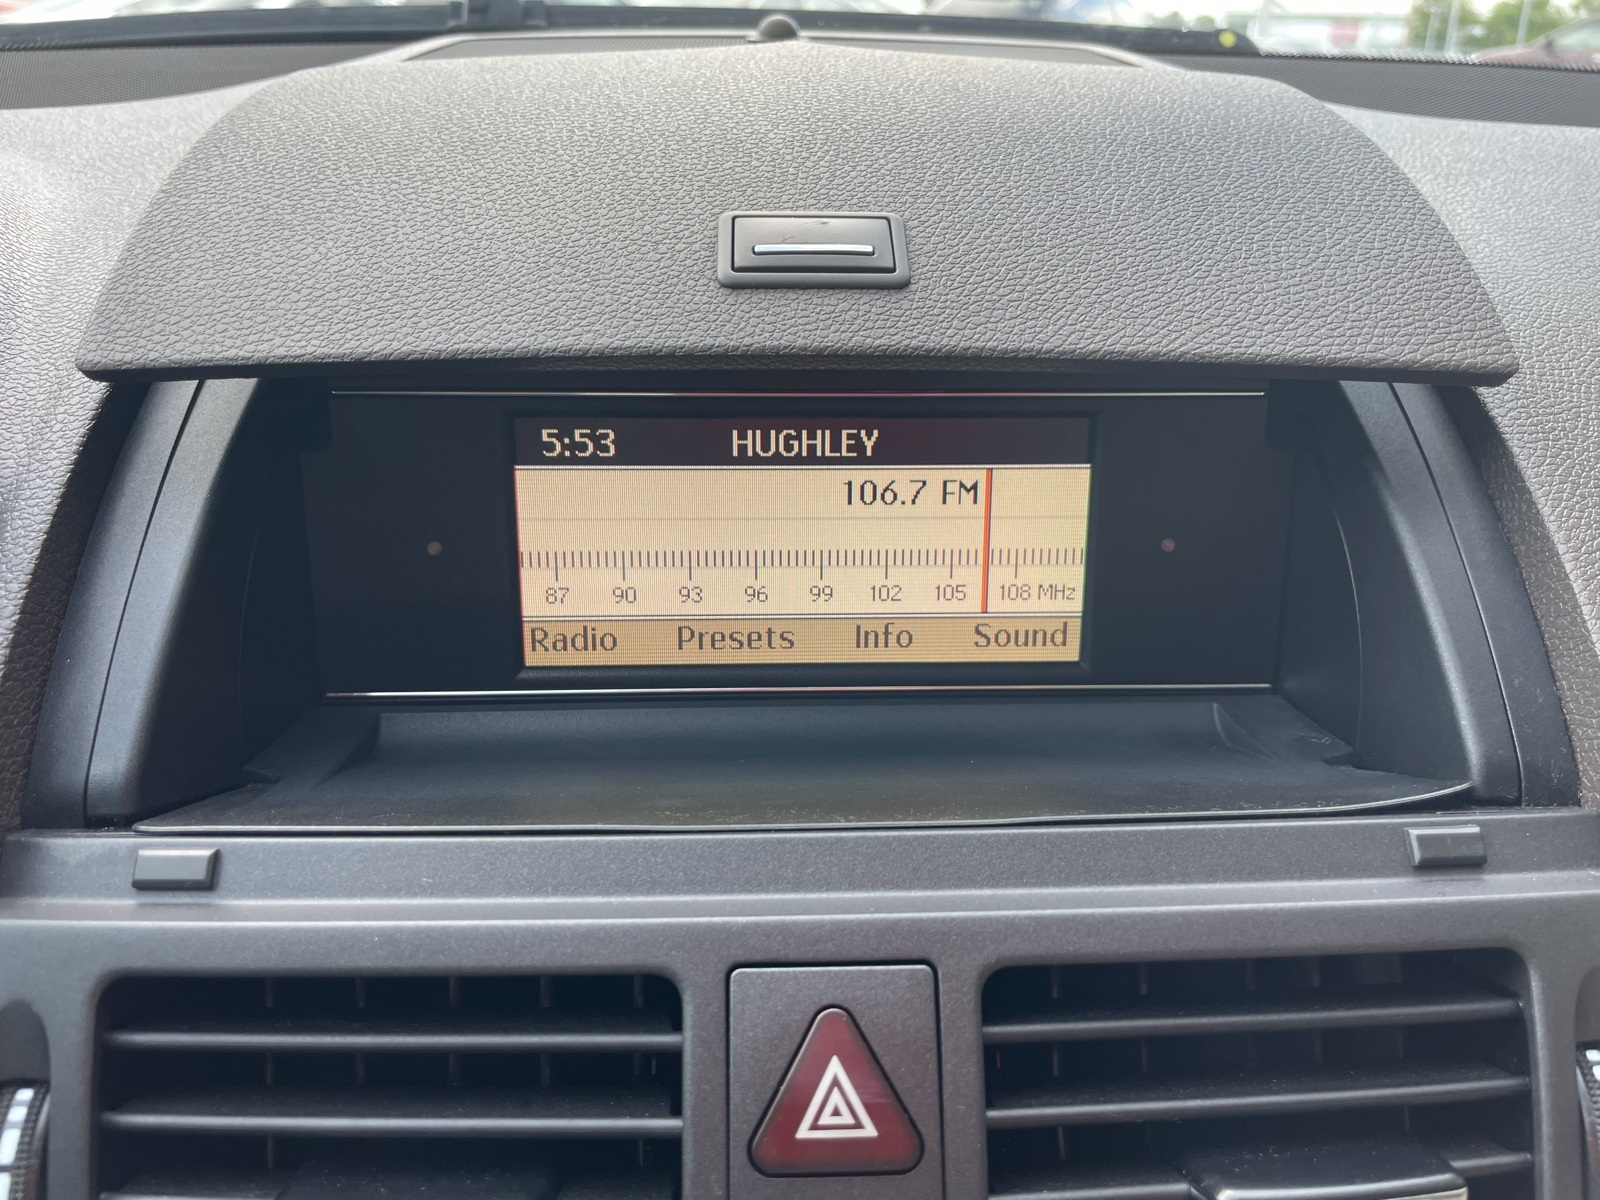 5:53 HUGHLEY
106.7 FM
87 90 93 96 99 102 105 108 MHz
Radio Presets Info Sound